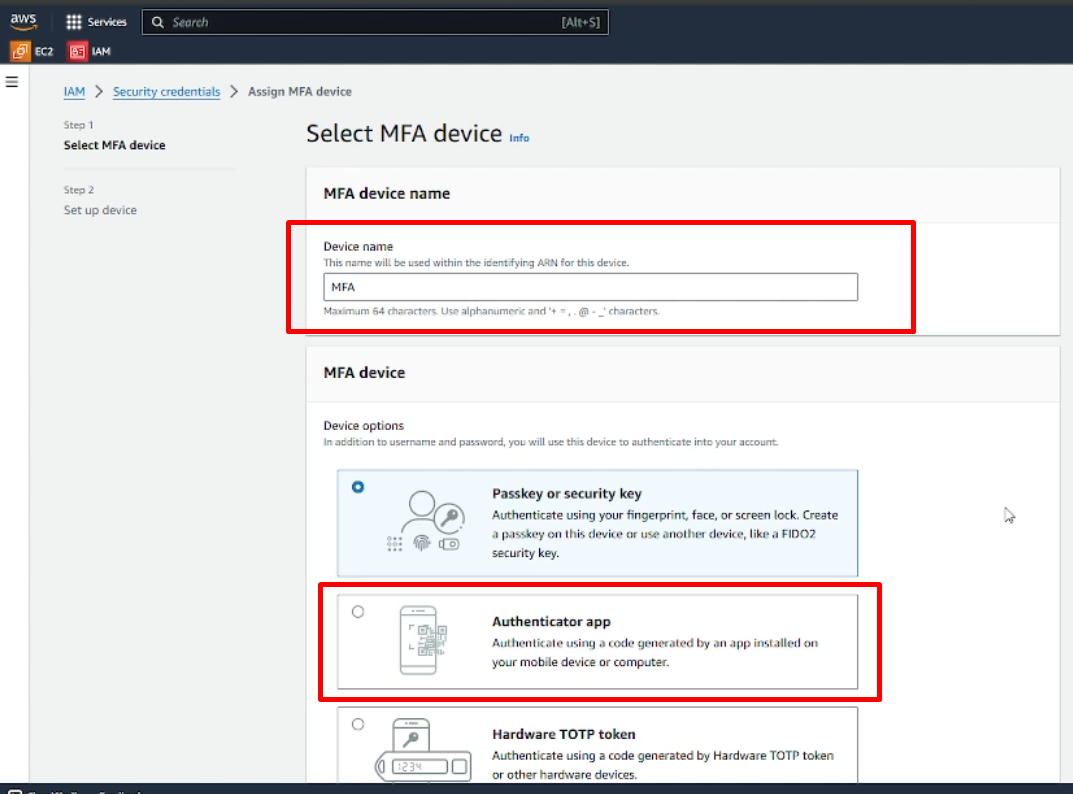 aws
Services
Search
[Alt+S]
EC2
IAM
IAM > Security credentials > Assign MFA device
Step 1
Select MFA device
Step 2
Set up device
Select MFA device Info
MFA device name
Device name
This name will be used within the identifying ARN for this device.
MFA
Maximum 64 characters. Use alphanumeric and '+ = , . @ - _' characters.
MFA device
Device options
In addition to username and password, you will use this device to authenticate into your account.
Passkey or security key
Authenticate using your fingerprint, face, or screen lock. Create
a passkey on this device or use another device, like a FIDO2
security key.
Authenticator app
Authenticate using a code generated by an app installed on
your mobile device or computer.
Hardware TOTP token
Authenticate using a code generated by Hardware TOTP token
or other hardware devices.
1234